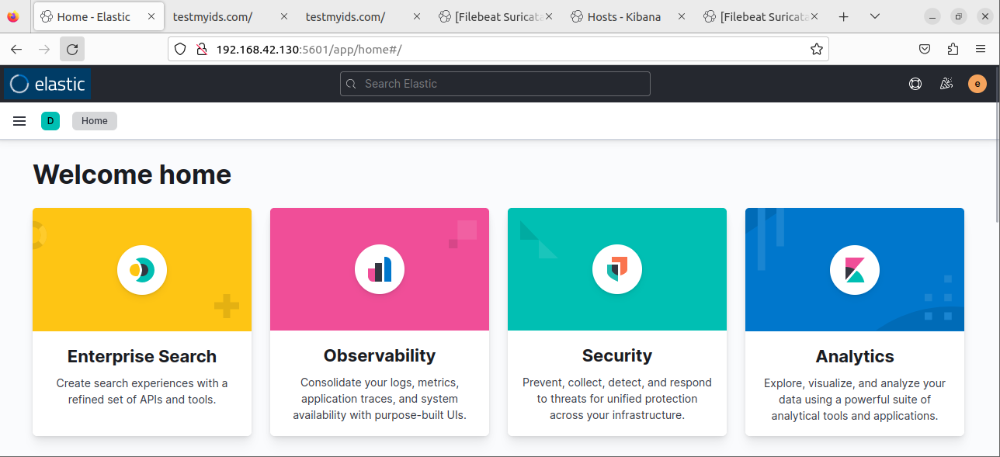 Home - Elastic
testmyids.com/
testmyids.com/
[Filebeat Suricata
Hosts - Kibana
[Filebeat Suricata
192.168.42.130:5601/app/home#/
elastic
Search Elastic
e
D
Home
Welcome home
Enterprise Search
Create search experiences with a
refined set of APIs and tools.
Observability
Consolidate your logs, metrics,
application traces, and system
availability with purpose-built UIs.
Security
Prevent, collect, detect, and respond
to threats for unified protection
across your infrastructure.
Analytics
Explore, visualize, and analyze your
data using a powerful suite of
analytical tools and applications.